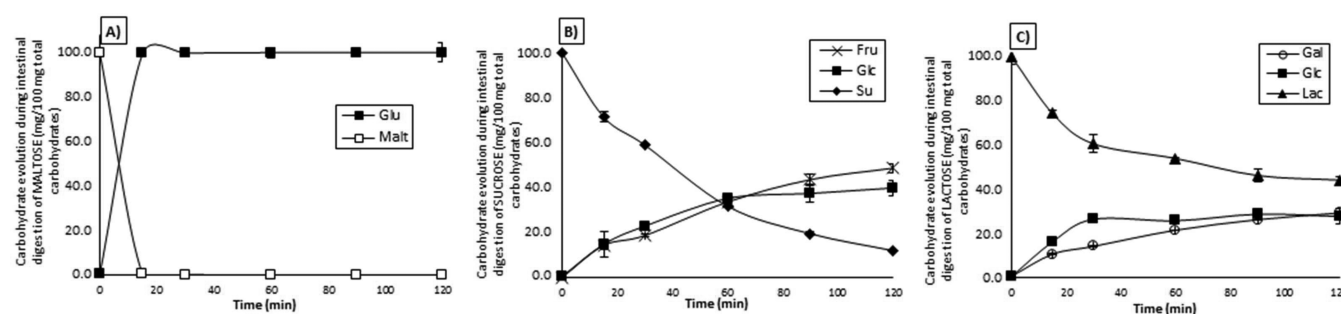 A)
Carbohydrate evolution during intestinal
digestion of MALTOSE (mg/100 mg total
carbohydrates)
100.0
80.0
60.0
40.0
20.0
0.0
0
20
40
60
80
100
120
Time (min)
Glu
Malt
B)
Carbohydrate evolution during intestinal
digestion of SUCROSE (mg/100 mg total
carbohydrates)
100.0
80.0
60.0
40.0
20.0
0.0
0
20
40
60
80
100
120
Time (min)
Fru
Glc
Su
C)
Carbohydrate evolution during intestinal
digestion of LACTOSE (mg/100 mg total
carbohydrates)
100.0
80.0
60.0
40.0
20.0
0.0
0
20
40
60
80
100
120
Time (min)
Gal
Glc
Lac